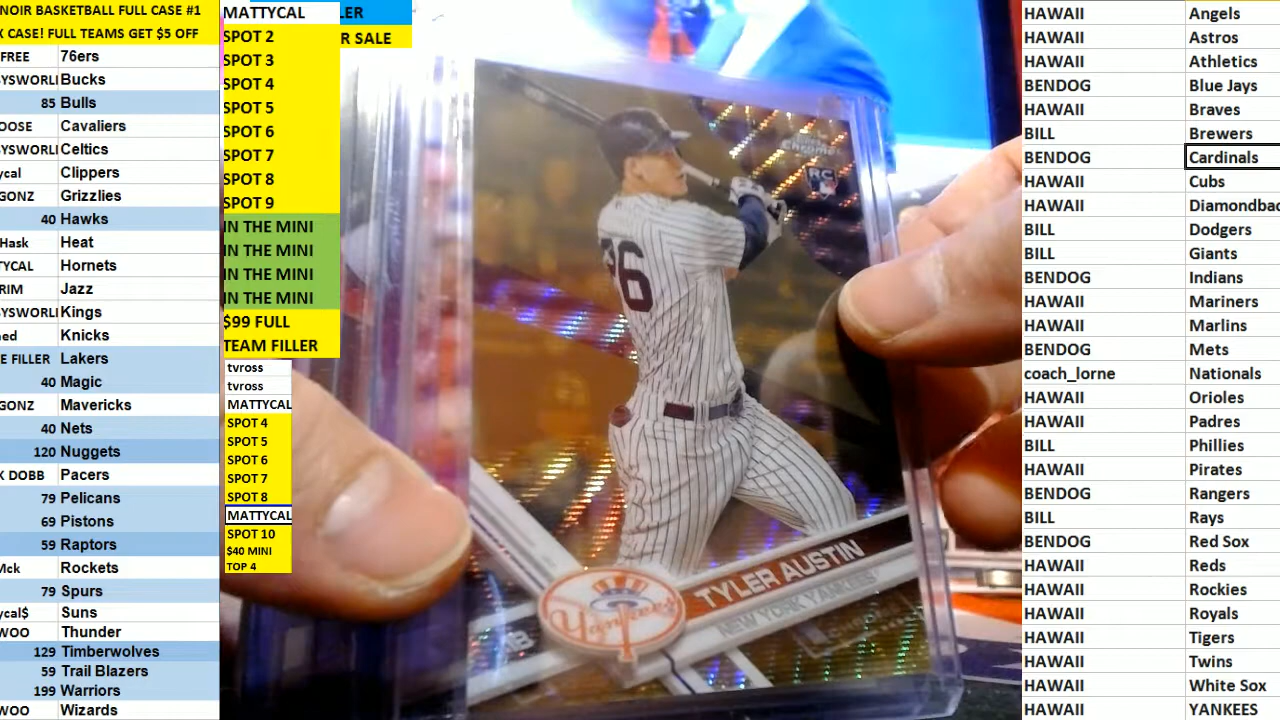 NOIR BASKETBALL FULL CASE #1
CASE! FULL TEAMS GET $5 OFF
FREE 76ers
YSWORL Bucks
85 Bulls
OOSE Cavaliers
YSWORL Celtics
ycal Clippers
GONZ Grizzlies
40 Hawks
Hask Heat
TYCAL Hornets
RIM Jazz
YSWORL Kings
ned Knicks
E FILLER Lakers
40 Magic
GONZ Mavericks
40 Nets
120 Nuggets
K DOBB Pacers
79 Pelicans
69 Pistons
59 Raptors
Mck Rockets
79 Spurs
ycal$ Suns
WOO Thunder
129 Timberwolves
59 Trail Blazers
199 Warriors
WOO Wizards
MATTYCAL LER
SPOT 2 R SALE
SPOT 3
SPOT 4
SPOT 5
SPOT 6
SPOT 7
SPOT 8
SPOT 9
IN THE MINI
IN THE MINI
IN THE MINI
IN THE MINI
$99 FULL
TEAM FILLER
tvross
tvross
MATTYCAL
SPOT 4
SPOT 5
SPOT 6
SPOT 7
SPOT 8
MATTYCAL
SPOT 10
$40 MINI
TOP 4
chrome
RC
26
TYLER AUSTIN
NEW YORK YANKEES
Yankees
1B
HAWAII Angels
HAWAII Astros
HAWAII Athletics
BENDOG Blue Jays
HAWAII Braves
BILL Brewers
BENDOG Cardinals
HAWAII Cubs
HAWAII Diamondbac
BILL Dodgers
BILL Giants
BENDOG Indians
HAWAII Mariners
HAWAII Marlins
BENDOG Mets
coach_lorne Nationals
HAWAII Orioles
HAWAII Padres
BILL Phillies
HAWAII Pirates
BENDOG Rangers
BILL Rays
BENDOG Red Sox
HAWAII Reds
HAWAII Rockies
HAWAII Royals
HAWAII Tigers
HAWAII Twins
HAWAII White Sox
HAWAII YANKEES